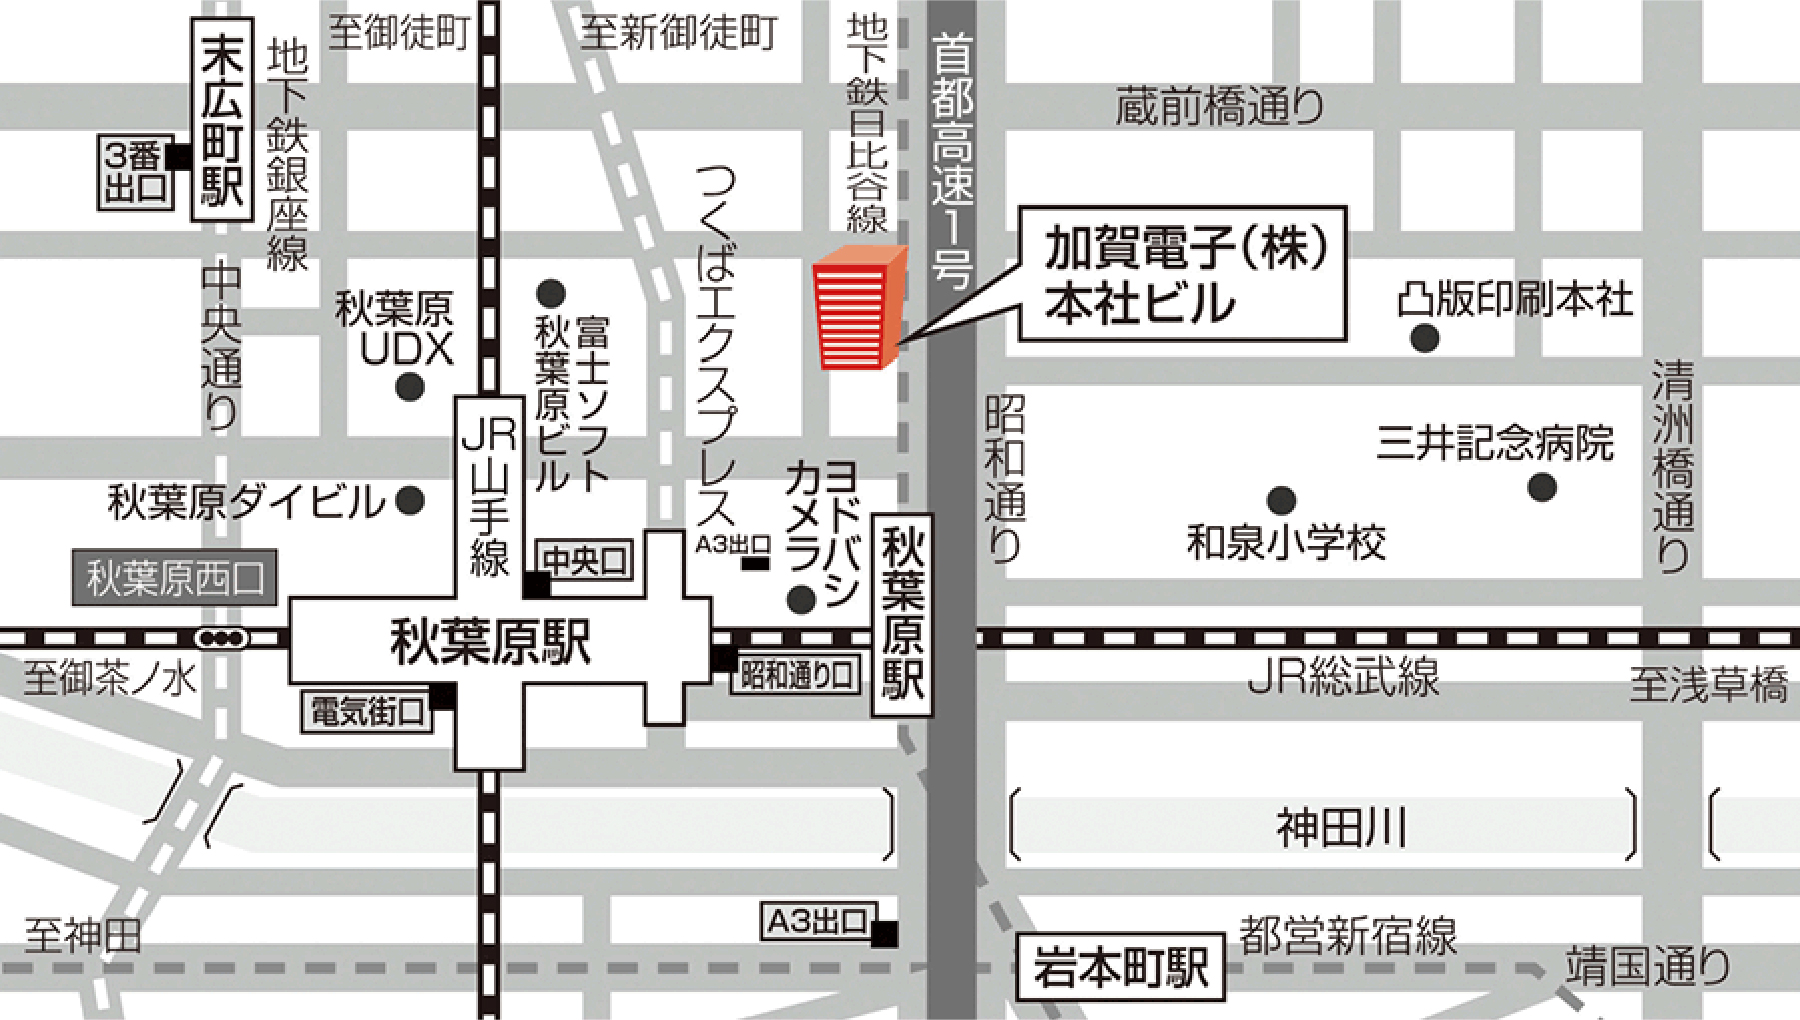 至御徒町
至新御徒町
地下鉄日比谷線
首都高速1号
末広町駅
地下鉄銀座線
蔵前橋通り
3番
出口
つくばエクスプレス
加賀電子(株)
本社ビル
中央通り
秋葉原
UDX
富士ソフト
秋葉原ビル
凸版印刷本社
清洲橋通り
昭和通り
JR山手線
三井記念病院
秋葉原ダイビル
ヨドバシ
カメラ
和泉小学校
A3出口
中央口
秋葉原西口
秋葉原駅
秋葉原駅
昭和通り口
至御茶ノ水
電気街口
JR総武線
至浅草橋
神田川
A3出口
至神田
都営新宿線
岩本町駅
靖国通り